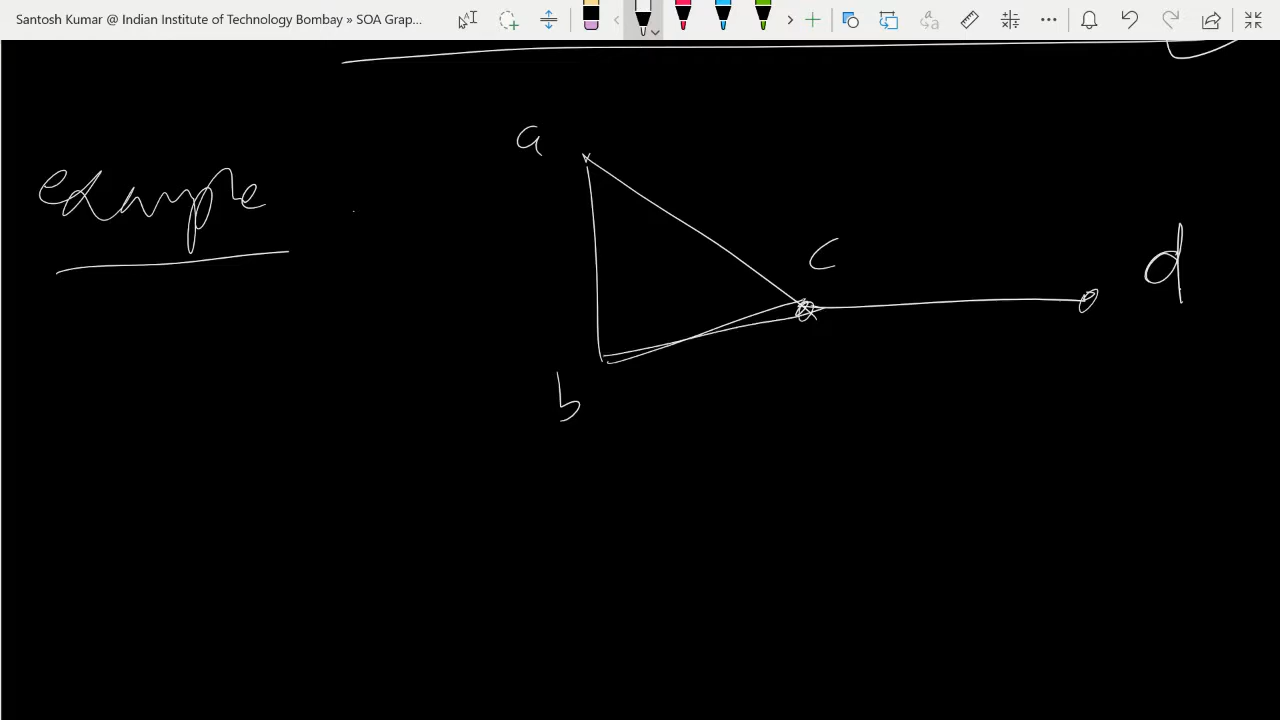 Santosh Kumar @ Indian Institute of Technology Bombay » SOA Grap...
example
a
c
d
b